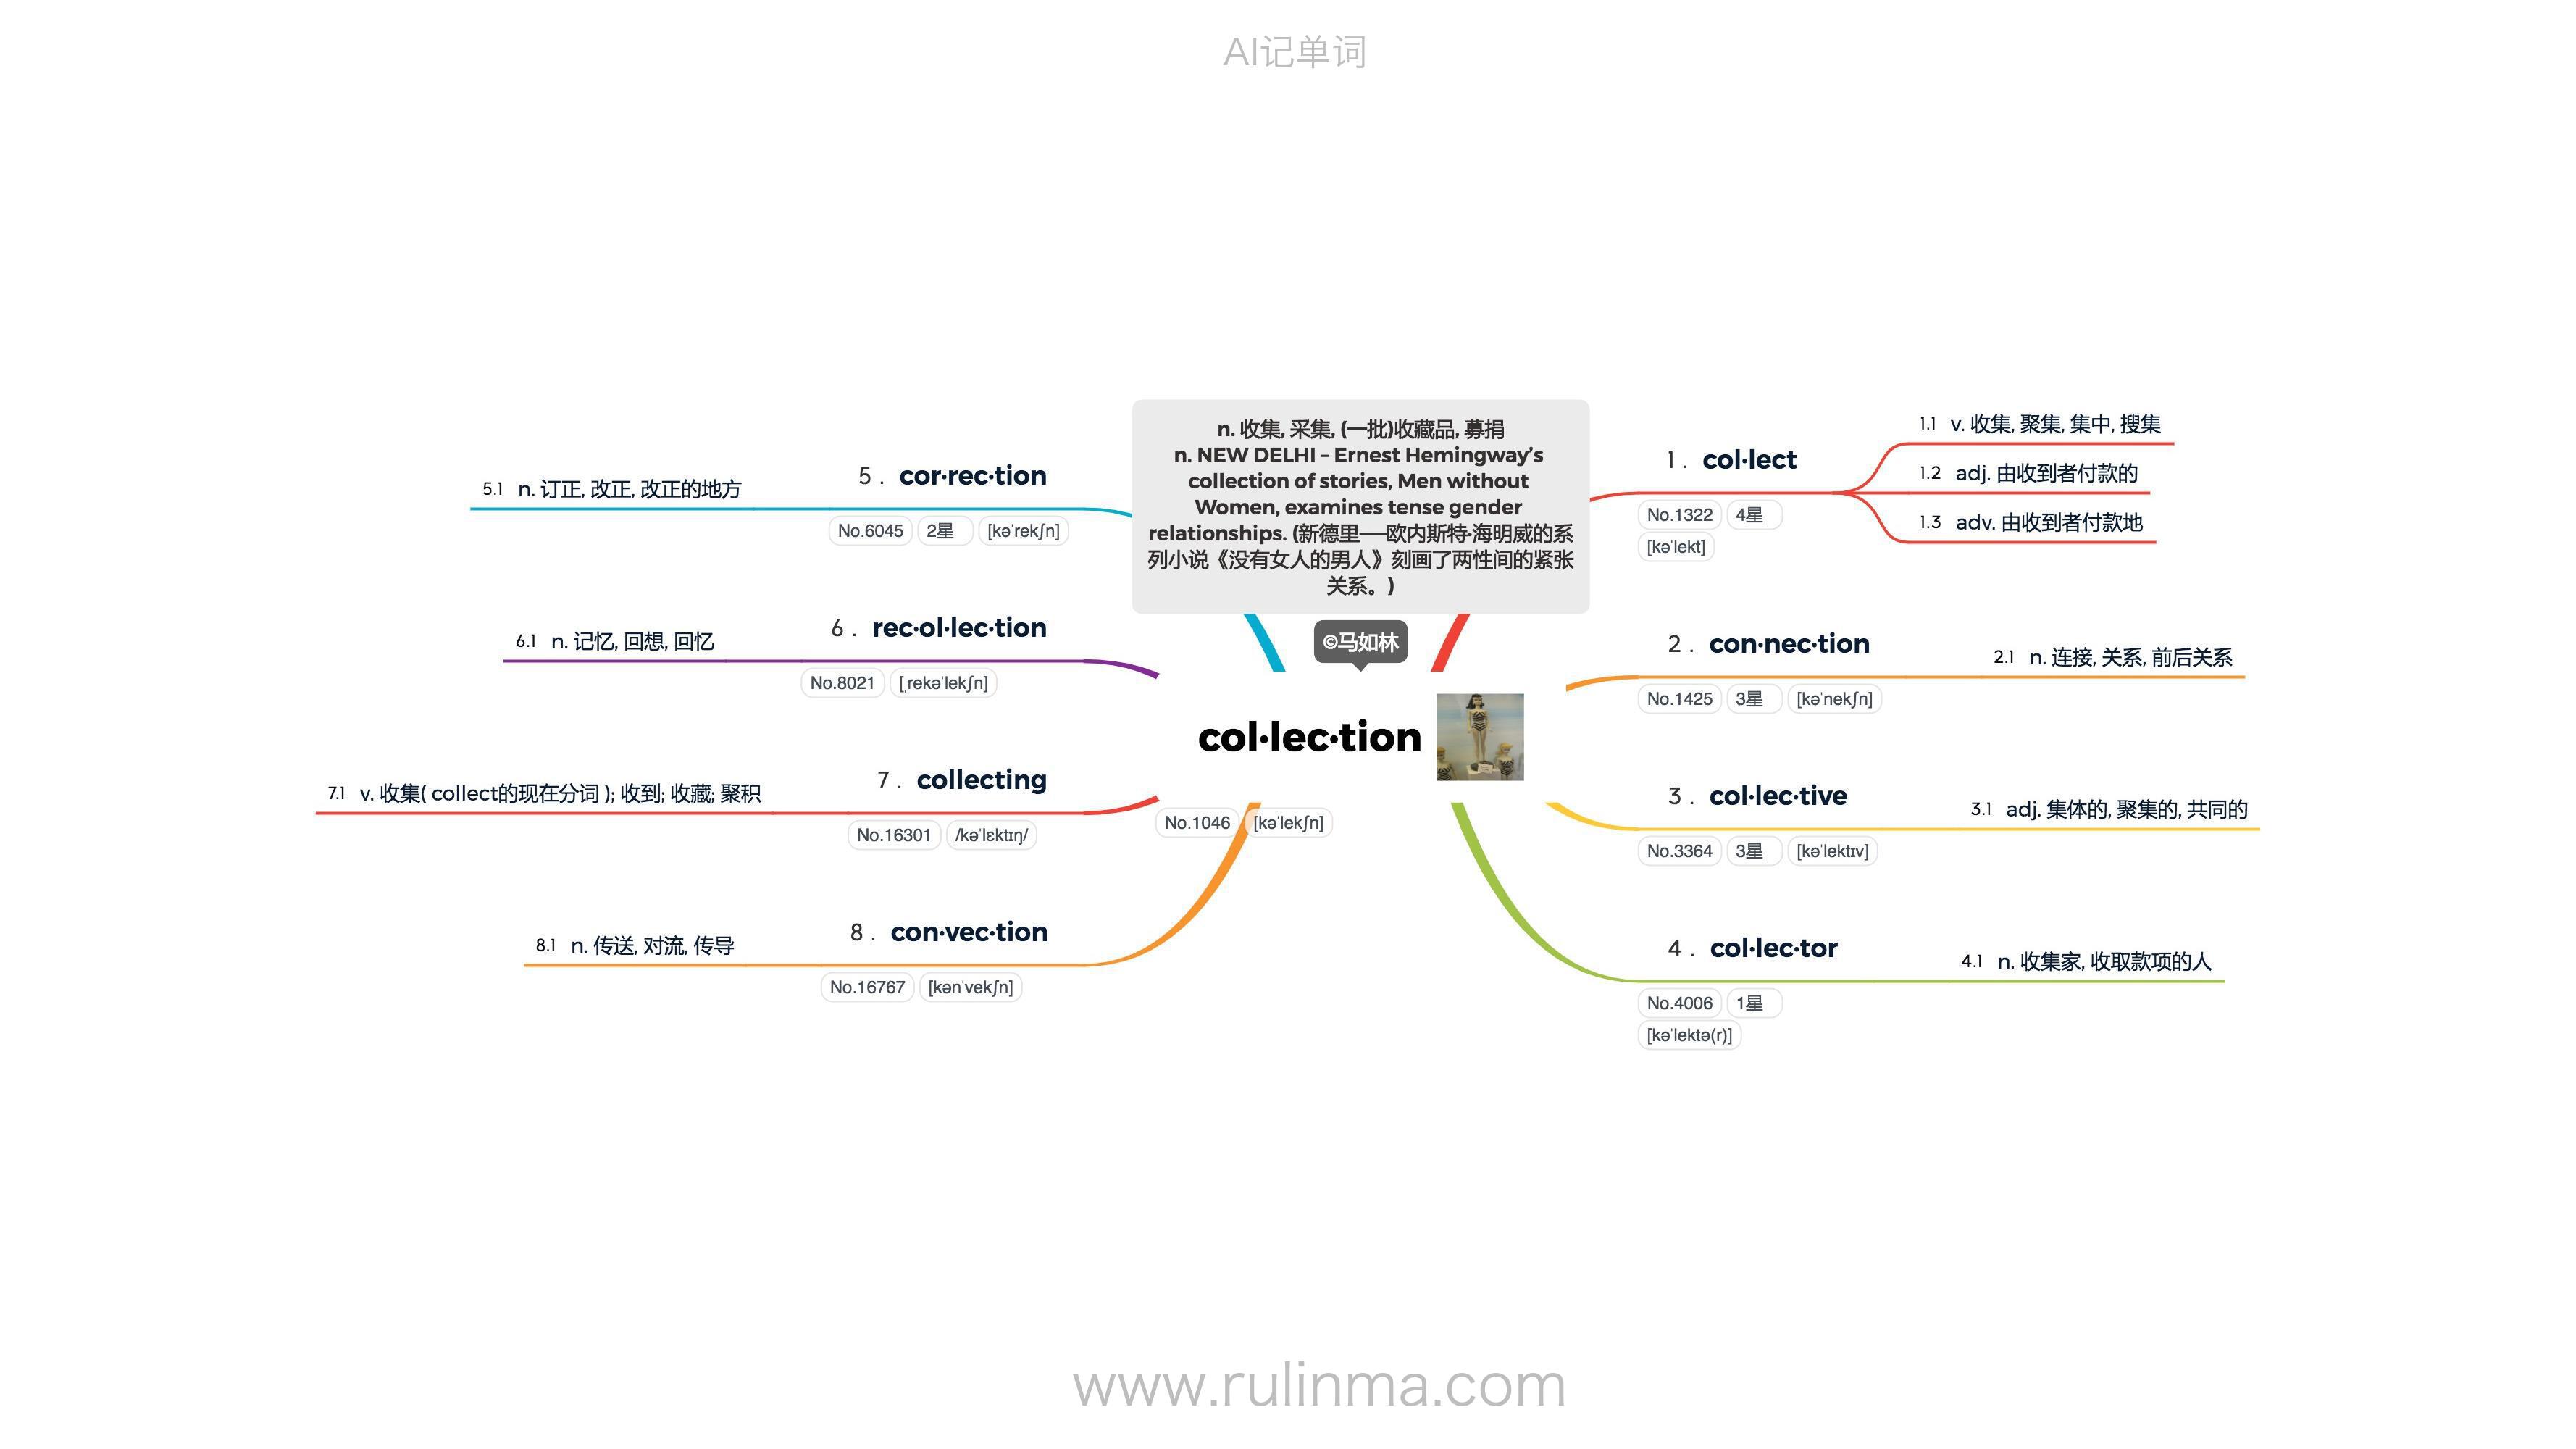 AI记单词
n. 收集, 采集, (一批)收藏品, 募捐
n. NEW DELHI – Ernest Hemingway’s
collection of stories, Men without
Women, examines tense gender
relationships. (新德里——欧内斯特·海明威的系
列小说《没有女人的男人》刻画了两性间的紧张
关系。)
©马如林
col·lec·tion
No.1046 [kəˈlekʃn]
1 . col·lect
No.1322 4星
[kəˈlekt]
1.1 v. 收集, 聚集, 集中, 搜集
1.2 adj. 由收到者付款的
1.3 adv. 由收到者付款地
2 . con·nec·tion
No.1425 3星 [kəˈnekʃn]
2.1 n. 连接, 关系, 前后关系
3 . col·lec·tive
No.3364 3星 [kəˈlektɪv]
3.1 adj. 集体的, 聚集的, 共同的
4 . col·lec·tor
No.4006 1星
[kəˈlektə(r)]
4.1 n. 收集家, 收取款项的人
5 . cor·rec·tion
No.6045 2星 [kəˈrekʃn]
5.1 n. 订正, 改正, 改正的地方
6 . rec·ol·lec·tion
No.8021 [ˌrekəˈlekʃn]
6.1 n. 记忆, 回想, 回忆
7 . collecting
No.16301 /kəˈlɛktɪŋ/
7.1 v. 收集( collect的现在分词 ); 收到; 收藏; 聚积
8 . con·vec·tion
No.16767 [kənˈvekʃn]
8.1 n. 传送, 对流, 传导
www.rulinma.com